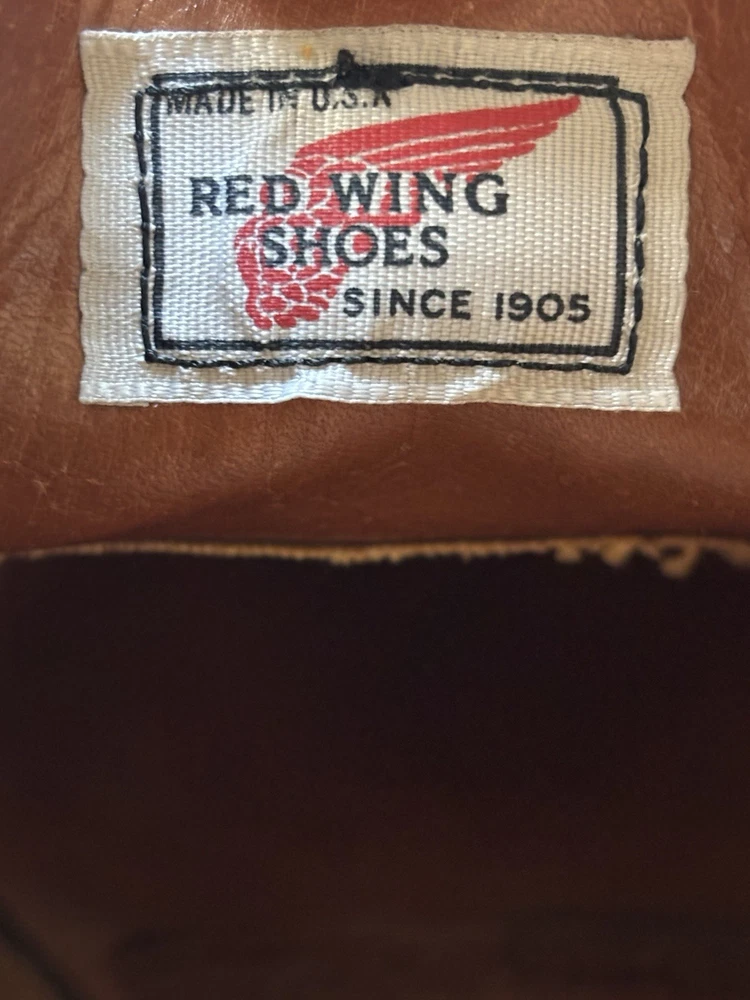 MADE IN U.S.A
RED WING
SHOES
SINCE 1905